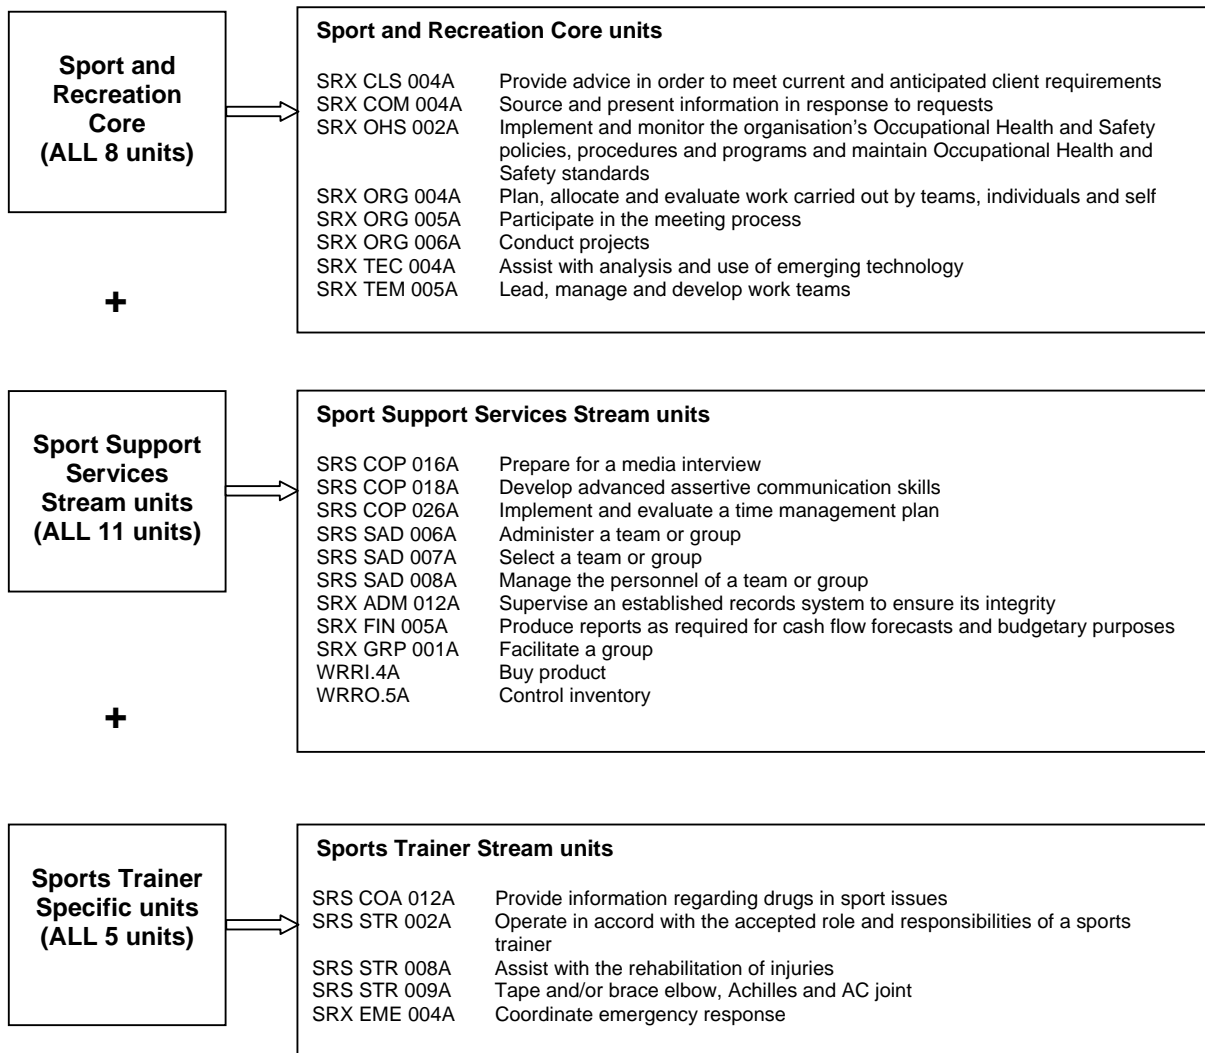 Sport and
Recreation
Core
(ALL 8 units)
Sport and Recreation Core units
SRX CLS 004A Provide advice in order to meet current and anticipated client requirements
SRX COM 004A Source and present information in response to requests
SRX OHS 002A Implement and monitor the organisation's Occupational Health and Safety
policies, procedures and programs and maintain Occupational Health and
Safety standards
SRX ORG 004A Plan, allocate and evaluate work carried out by teams, individuals and self
SRX ORG 005A Participate in the meeting process
SRX ORG 006A Conduct projects
SRX TEC 004A Assist with analysis and use of emerging technology
SRX TEM 005A Lead, manage and develop work teams
+
Sport Support
Services
Stream units
(ALL 11 units)
Sport Support Services Stream units
SRS COP 016A Prepare for a media interview
SRS COP 018A Develop advanced assertive communication skills
SRS COP 026A Implement and evaluate a time management plan
SRS SAD 006A Administer a team or group
SRS SAD 007A Select a team or group
SRS SAD 008A Manage the personnel of a team or group
SRX ADM 012A Supervise an established records system to ensure its integrity
SRX FIN 005A Produce reports as required for cash flow forecasts and budgetary purposes
SRX GRP 001A Facilitate a group
WRRI.4A Buy product
WRRO.5A Control inventory
+
Sports Trainer
Specific units
(ALL 5 units)
Sports Trainer Stream units
SRS COA 012A Provide information regarding drugs in sport issues
SRS STR 002A Operate in accord with the accepted role and responsibilities of a sports
trainer
SRS STR 008A Assist with the rehabilitation of injuries
SRS STR 009A Tape and/or brace elbow, Achilles and AC joint
SRX EME 004A Coordinate emergency response